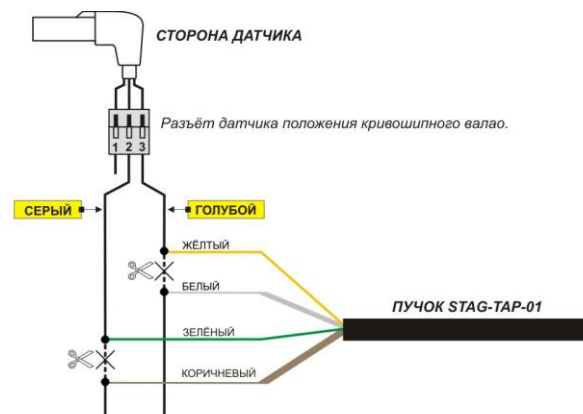 СТОРОНА ДАТЧИКА
Разъёт датчика положения кривошипного валао.
1 2 3
СЕРЫЙ
ГОЛУБОЙ
ЖЁЛТЫЙ
БЕЛЫЙ
ПУЧОК STAG-TAP-01
ЗЕЛЁНЫЙ
КОРИЧНЕВЫЙ